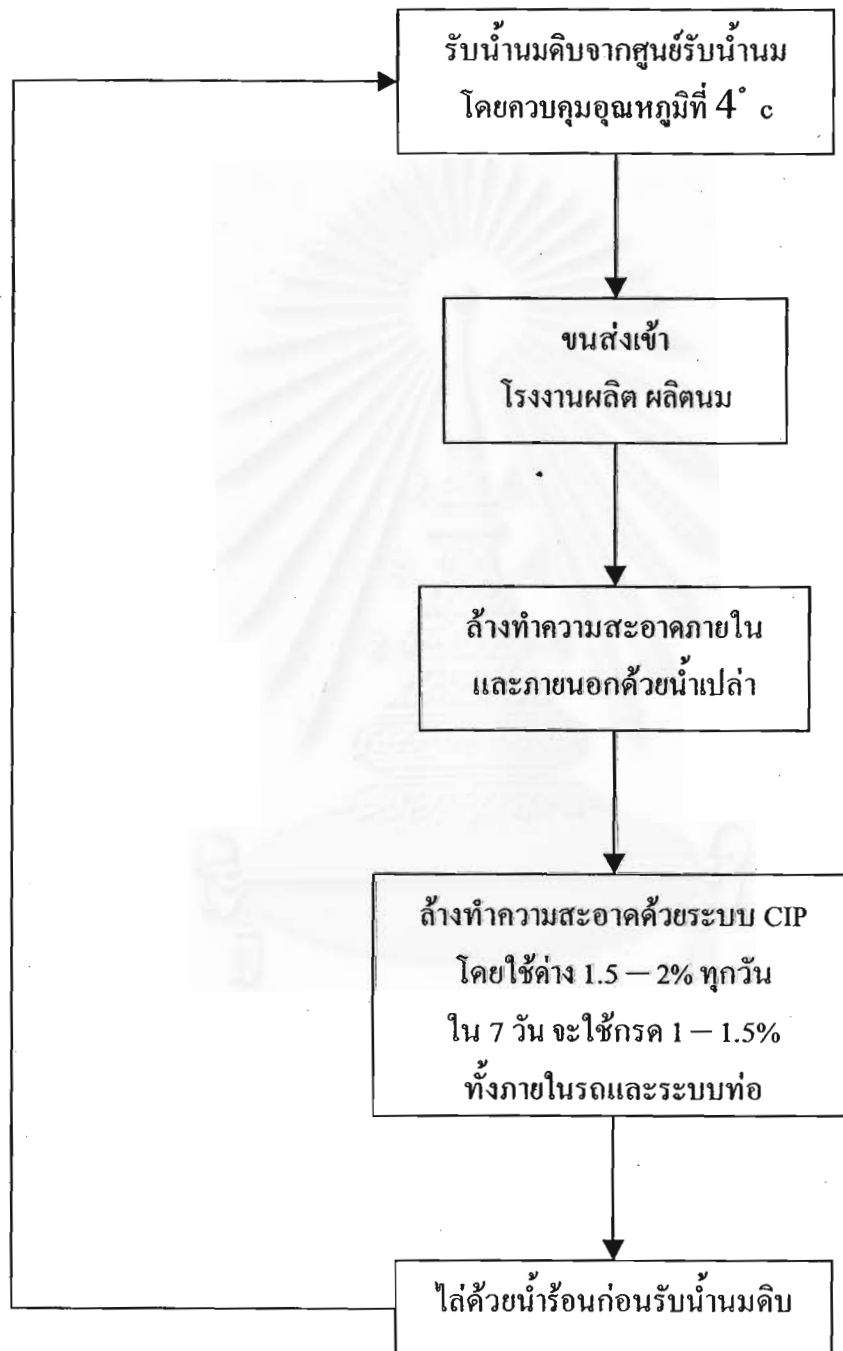 รับน้ำนมดิบจากศูนย์รับน้ำนม
โดยควบคุมอุณหภูมิที่ 4° c
ขนส่งเข้า
โรงงานผลิต ผลิตนม
ล้างทำความสะอาดภายใน
และภายนอกด้วยน้ำเปล่า
ล้างทำความสะอาดด้วยระบบ CIP
โดยใช้ด่าง 1.5 – 2% ทุกวัน
ใน 7 วัน จะใช้กรด 1 – 1.5%
ทั้งภายในรถและระบบท่อ
ไล่ด้วยน้ำร้อนก่อนรับน้ำนมดิบ